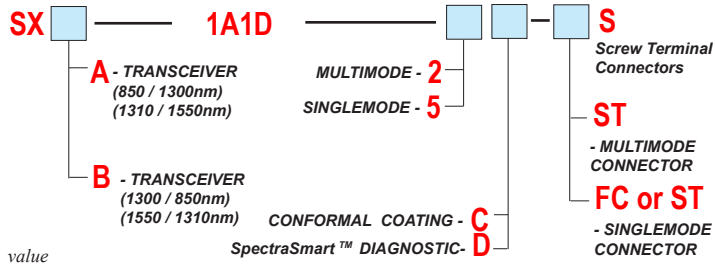 SX — 1A1D — — S
Screw Terminal
Connectors
A - TRANSCEIVER
(850 / 1300nm)
(1310 / 1550nm)
MULTIMODE - 2
SINGLEMODE - 5
ST
- MULTIMODE
CONNECTOR
B - TRANSCEIVER
(1300 / 850nm)
(1550 / 1310nm)
FC or ST
- SINGLEMODE
CONNECTOR
CONFORMAL COATING - C
SpectraSmart ™ DIAGNOSTIC- D
value